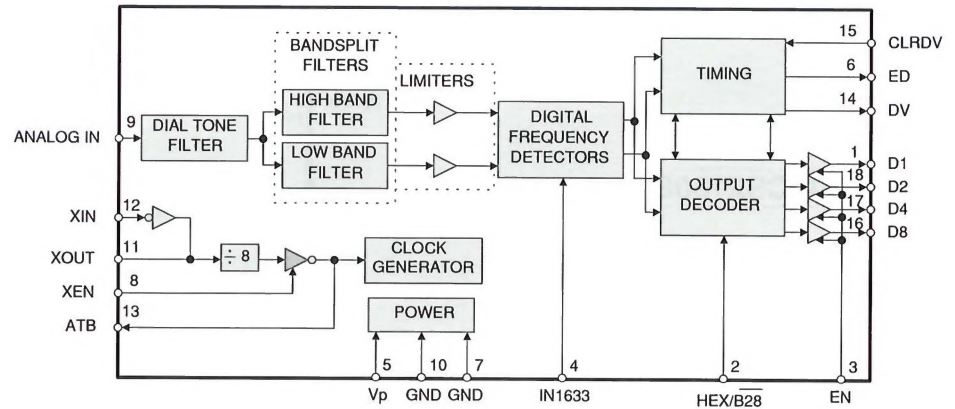 BANDSPLIT
FILTERS
LIMITERS
HIGH BAND
FILTER
LOW BAND
FILTER
DIAL TONE
FILTER
DIGITAL
FREQUENCY
DETECTORS
TIMING
OUTPUT
DECODER
ANALOG IN
9
XIN
12
XOUT
11
÷ 8
XEN
8
ATB
13
CLOCK
GENERATOR
POWER
15
CLRDV
6
ED
14
DV
1
D1
18
D2
17
D4
16
D8
5
10
7
4
2
3
Vp
GND
GND
IN1633
HEX/B28
EN